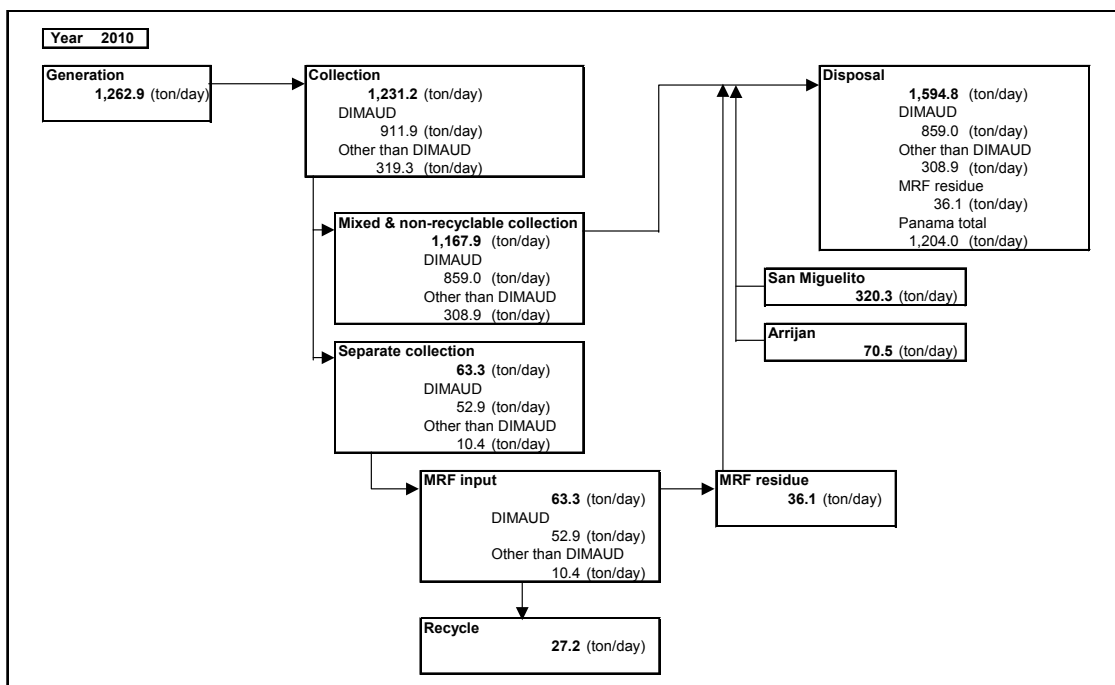 Year 2010
Generation
1,262.9 (ton/day)
Collection
1,231.2 (ton/day)
DIMAUD
911.9 (ton/day)
Other than DIMAUD
319.3 (ton/day)
Mixed & non-recyclable collection
1,167.9 (ton/day)
DIMAUD
859.0 (ton/day)
Other than DIMAUD
308.9 (ton/day)
Separate collection
63.3 (ton/day)
DIMAUD
52.9 (ton/day)
Other than DIMAUD
10.4 (ton/day)
MRF input
63.3 (ton/day)
DIMAUD
52.9 (ton/day)
Other than DIMAUD
10.4 (ton/day)
Recycle
27.2 (ton/day)
MRF residue
36.1 (ton/day)
Disposal
1,594.8 (ton/day)
DIMAUD
859.0 (ton/day)
Other than DIMAUD
308.9 (ton/day)
MRF residue
36.1 (ton/day)
Panama total
1,204.0 (ton/day)
San Miguelito
320.3 (ton/day)
Arrijan
70.5 (ton/day)